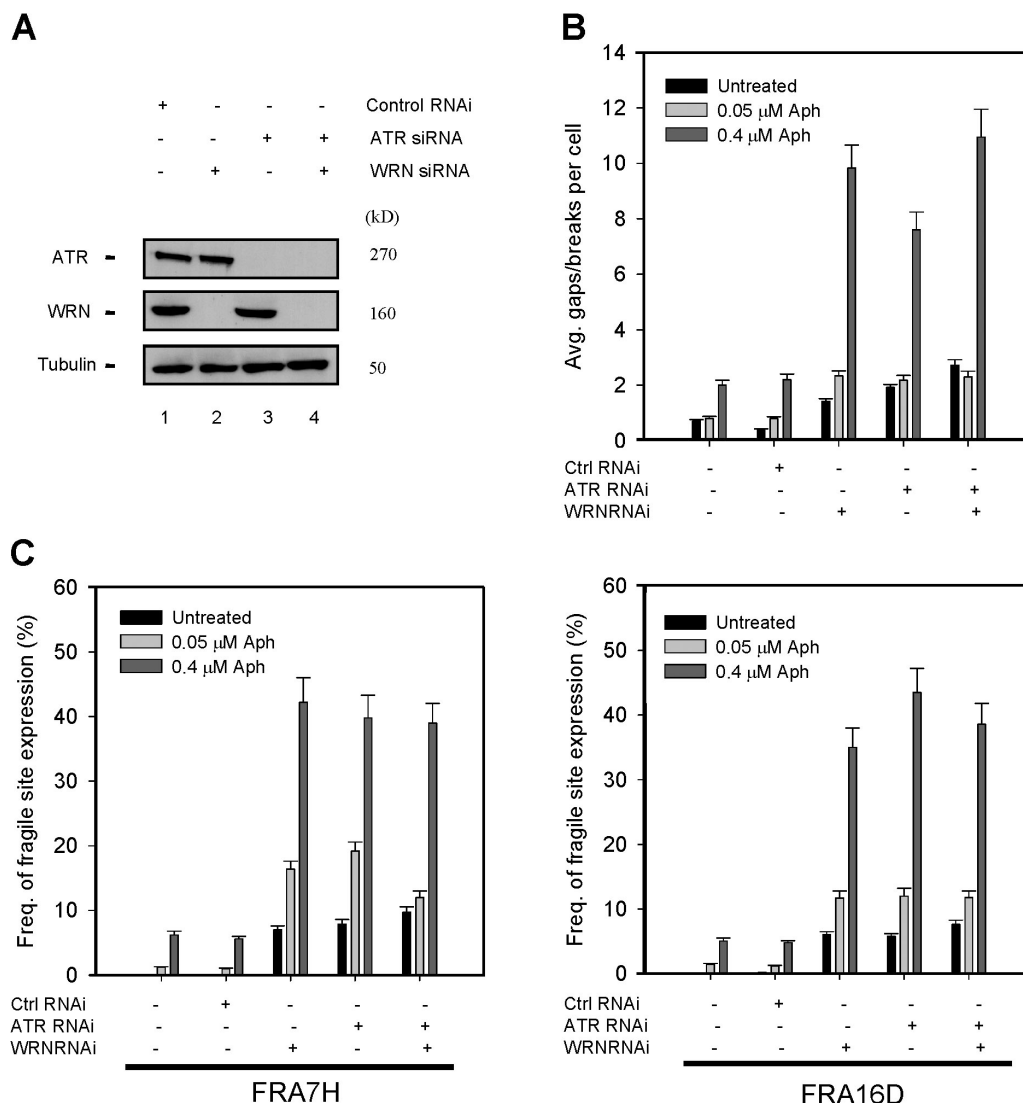 A
+ - - - Control RNAi
- - + + ATR siRNA
- + - + WRN siRNA
(kD)
ATR - 270
WRN - 160
Tubulin - 50
1 2 3 4
B
Avg. gaps/breaks per cell
14
12
10
8
6
4
2
0
Untreated
0.05 μM Aph
0.4 μM Aph
Ctrl RNAi - + - - -
ATR RNAi - - - + +
WRNRNAi - - + - +
C
Freq. of fragile site expression (%)
60
50
40
30
20
10
0
Untreated
0.05 μM Aph
0.4 μM Aph
Ctrl RNAi - + - - -
ATR RNAi - - - + +
WRNRNAi - - + - +
FRA7H
Freq. of fragile site expression (%)
60
50
40
30
20
10
0
Untreated
0.05 μM Aph
0.4 μM Aph
Ctrl RNAi - + - - -
ATR RNAi - - - + +
WRNRNAi - - + - +
FRA16D